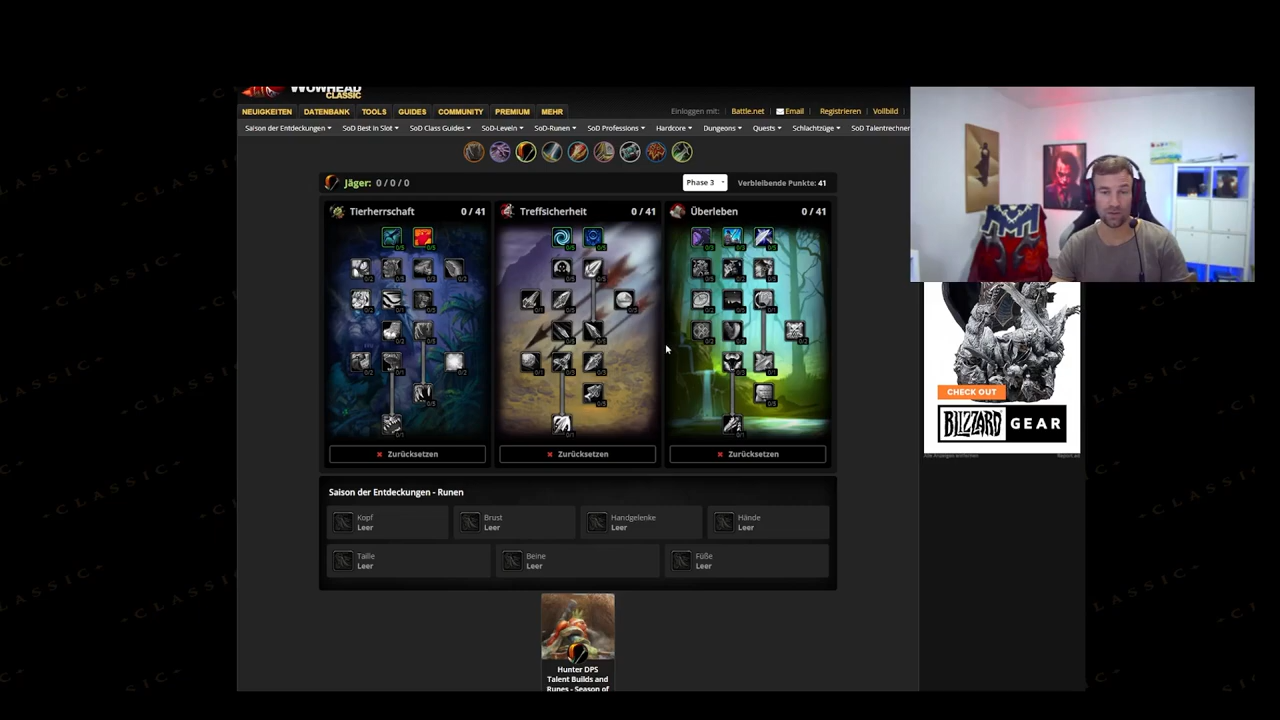 WOWHEAD
CLASSIC
NEUIGKEITEN DATENBANK TOOLS GUIDES COMMUNITY PREMIUM MEHR
Einloggen mit: Battle.net Email Registrieren Vollbild
Saison der Entdeckungen SoD Best in Slot SoD Class Guides SoD-Leveln SoD-Runen SoD Professions Hardcore Dungeons Quests Schlachtzüge SoD Talentrechner
Jäger: 0 / 0 / 0 Phase 3 Verbleibende Punkte: 41
Tierherrschaft 0 / 41 Treffsicherheit 0 / 41 Überleben 0 / 41
Zurücksetzen Zurücksetzen Zurücksetzen
Saison der Entdeckungen - Runen
Kopf Brust Handgelenke Hände
Leer Leer Leer Leer
Taille Beine Füße
Leer Leer Leer
Hunter DPS
Talent Builds and
Runes - Season of
CHECK OUT
BLIZZARD GEAR
-CLASSIC-